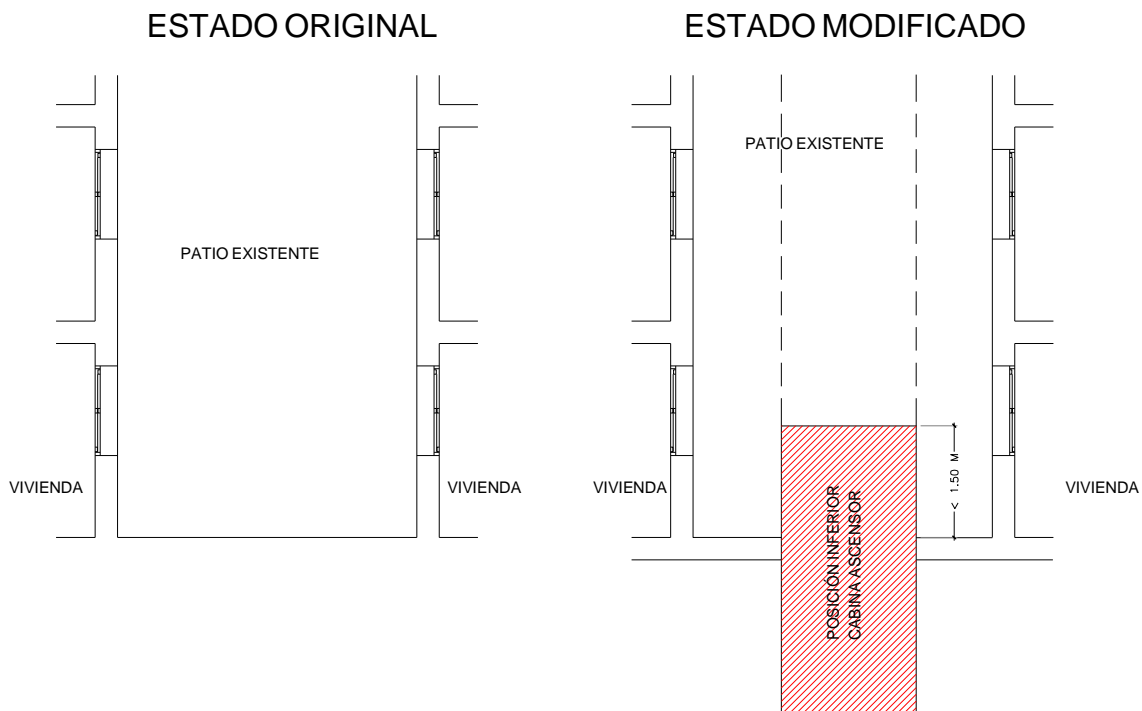 ESTADO ORIGINAL
PATIO EXISTENTE
VIVIENDA
VIVIENDA
ESTADO MODIFICADO
PATIO EXISTENTE
VIVIENDA
VIVIENDA
POSICIÓN INFERIOR
CABINA ASCENSOR
< 1.50 M